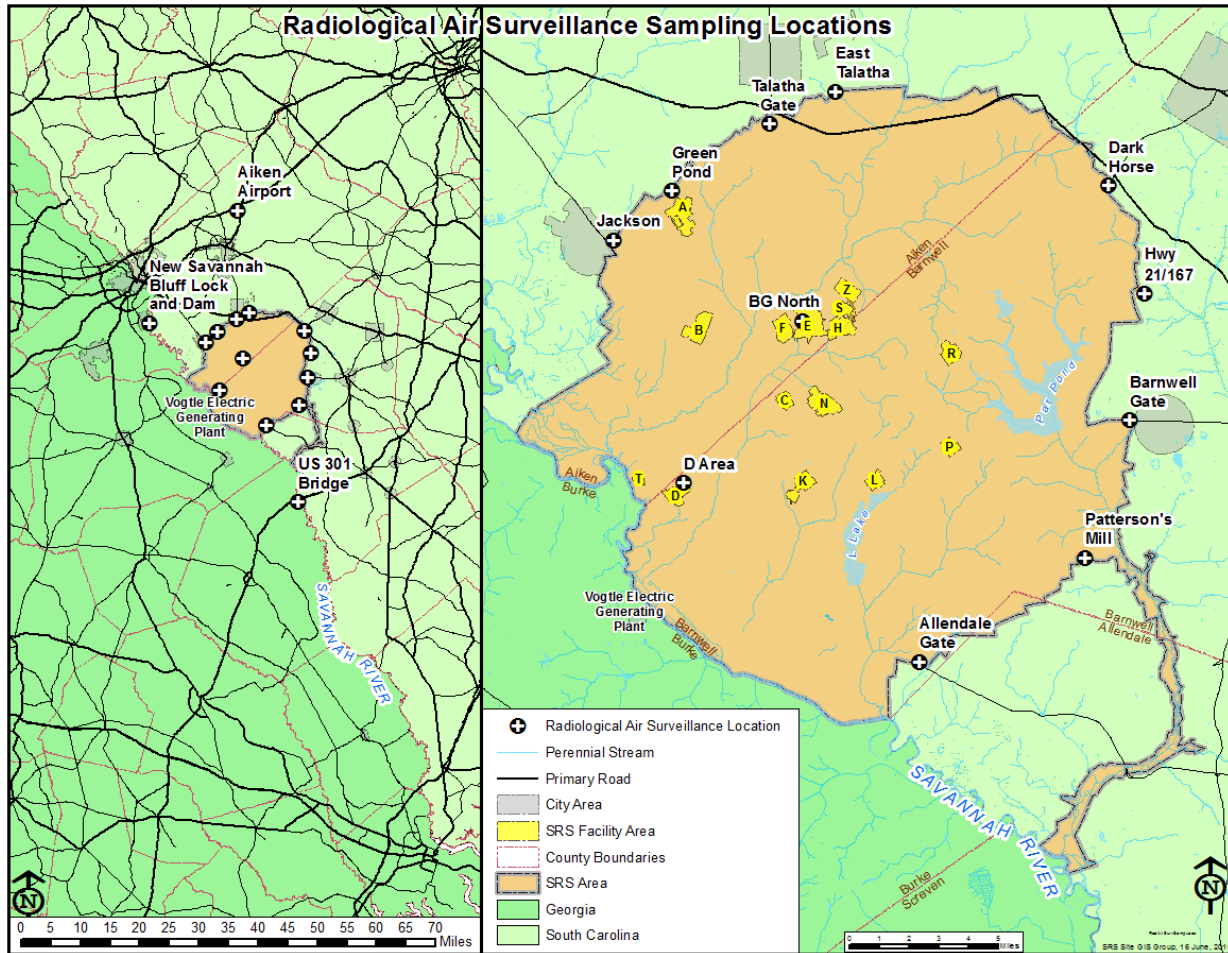 Radiological Air Surveillance Sampling Locations
Aiken
Airport
New Savannah
Bluff Lock
and Dam
Vogtle Electric
Generating
Plant
US 301
Bridge
SAVANNAH RIVER
N
0 5 10 15 20 25 30 35 40 45 50 55 60 65 70
Miles
East
Talatha
Talatha
Gate
Green
Pond
Dark
Horse
A
Jackson
Aiken
Barnwell
Hwy
21/167
Z
BG North
S
B
F
E
H
R
Par Pond
Barnwell
Gate
C
N
P
Aiken
Burke
T
D Area
D
K
L
L Lake
Patterson's
Mill
Vogtle Electric
Generating
Plant
Barnwell
Burke
Allendale
Gate
Barnwell
Allendale
Radiological Air Surveillance Location
Perennial Stream
Primary Road
City Area
SRS Facility Area
County Boundaries
SRS Area
Georgia
South Carolina
SAVANNAH RIVER
Burke
Screven
N
0 1 2 3 4 5
Miles
SRS Site GIS Group, 16 June, 201